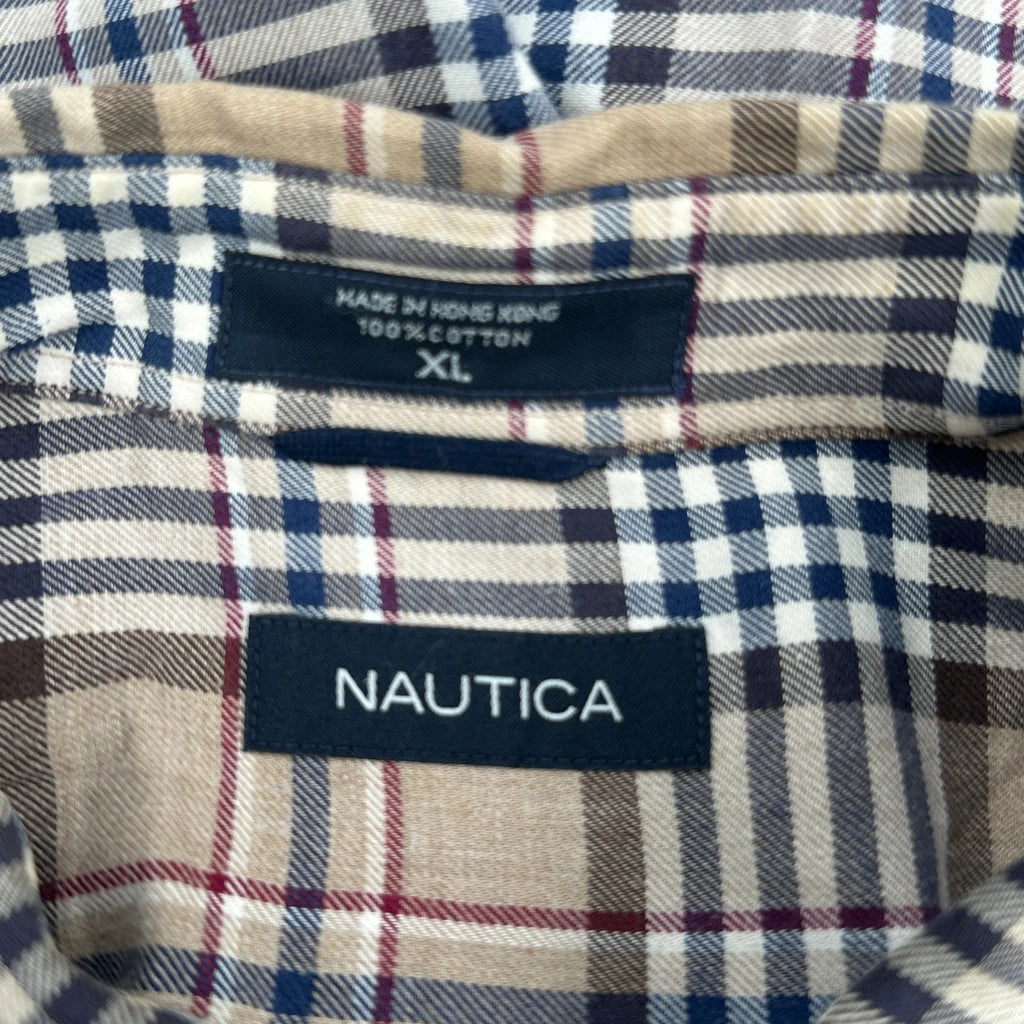 MADE IN HONG KONG
100% COTTON
XL
NAUTICA